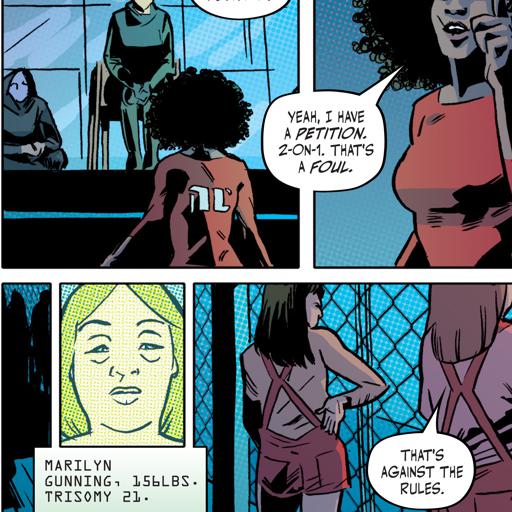 YEAH, I HAVE
A PETITION.
2-ON-1. THAT'S
A FOUL.
MARILYN
GUNNING, 156LBS.
TRISOMY 21.
THAT'S
AGAINST THE
RULES.